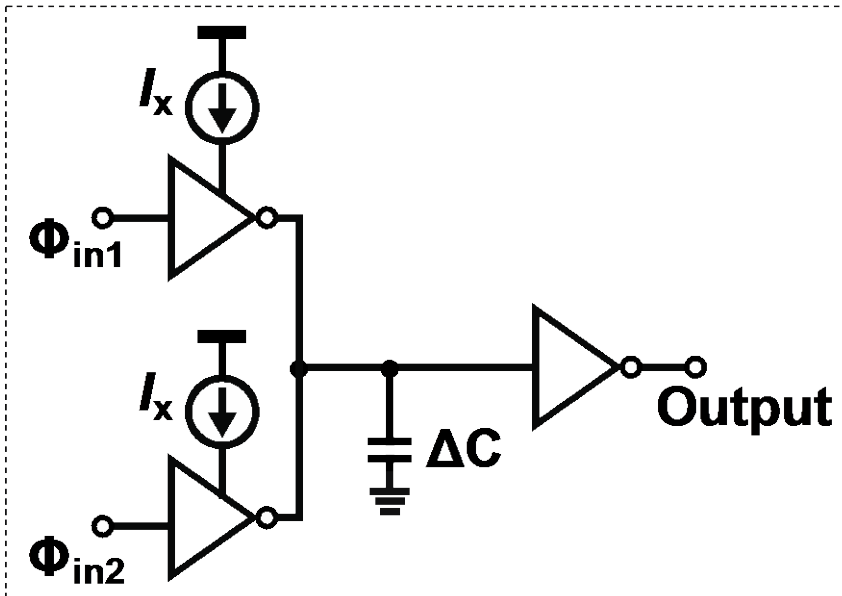 Ix
Φin1
Ix
ΔC
Output
Φin2